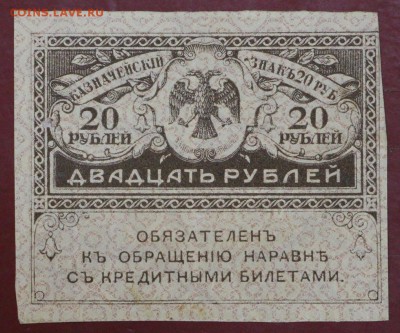 COINS.LAVE.RU
КАЗНАЧЕЙСКІЙ ЗНАКЪ 20 РУБ.
20 РУБЛЕЙ 20 РУБЛЕЙ
ДВАДЦАТЬ РУБЛЕЙ
ОБЯЗАТЕЛЕНЪ
КЪ ОБРАЩЕНІЮ НАРАВНѢ
СЪ КРЕДИТНЫМИ БИЛЕТАМИ.